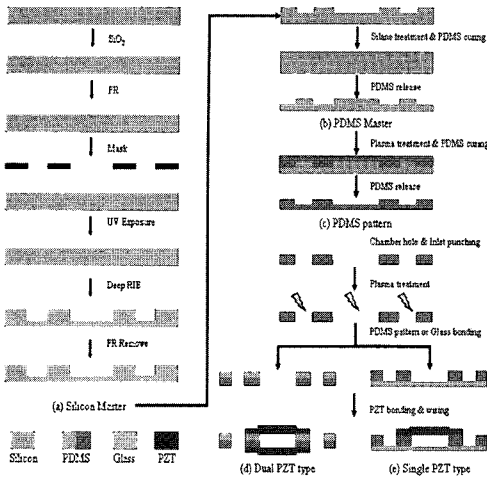 SiO2
PR
Mask
UV Exposure
Deep RIE
PR Remove
(a) Silicon Master
Silicon
PDMS
Glass
PZT
Silane treatment & PDMS curing
PDMS release
(b) PDMS Master
Plasma treatment & PDMS curing
PDMS release
(c) PDMS pattern
Chamber hole & Inlet punching
Plasma treatment
PDMS pattern or Glass bonding
PZT bonding & wiring
(d) Dual PZT type
(e) Single PZT type